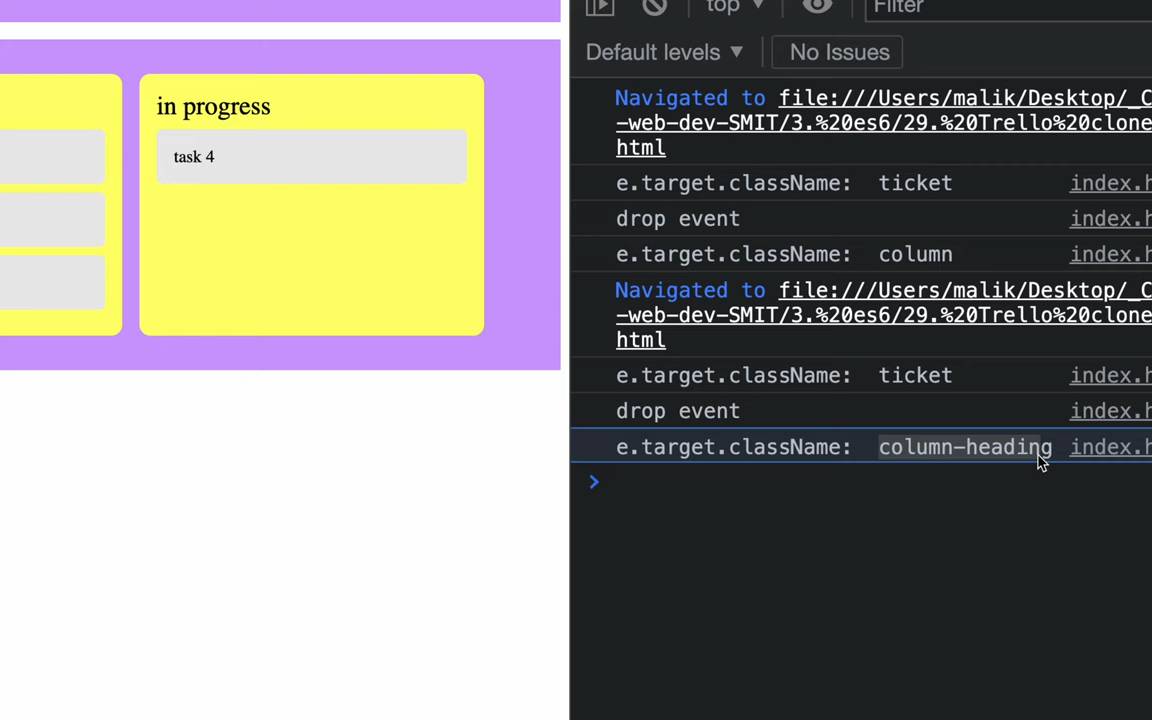 top ▼
Filter
Default levels ▼
No Issues
in progress
task 4
Navigated to file:///Users/malik/Desktop/_C
-web-dev-SMIT/3.%20es6/29.%20Trello%20clone
html
e.target.className: ticket index.h
drop event index.h
e.target.className: column index.h
Navigated to file:///Users/malik/Desktop/_C
-web-dev-SMIT/3.%20es6/29.%20Trello%20clone
html
e.target.className: ticket index.h
drop event index.h
e.target.className: column-heading index.h
>